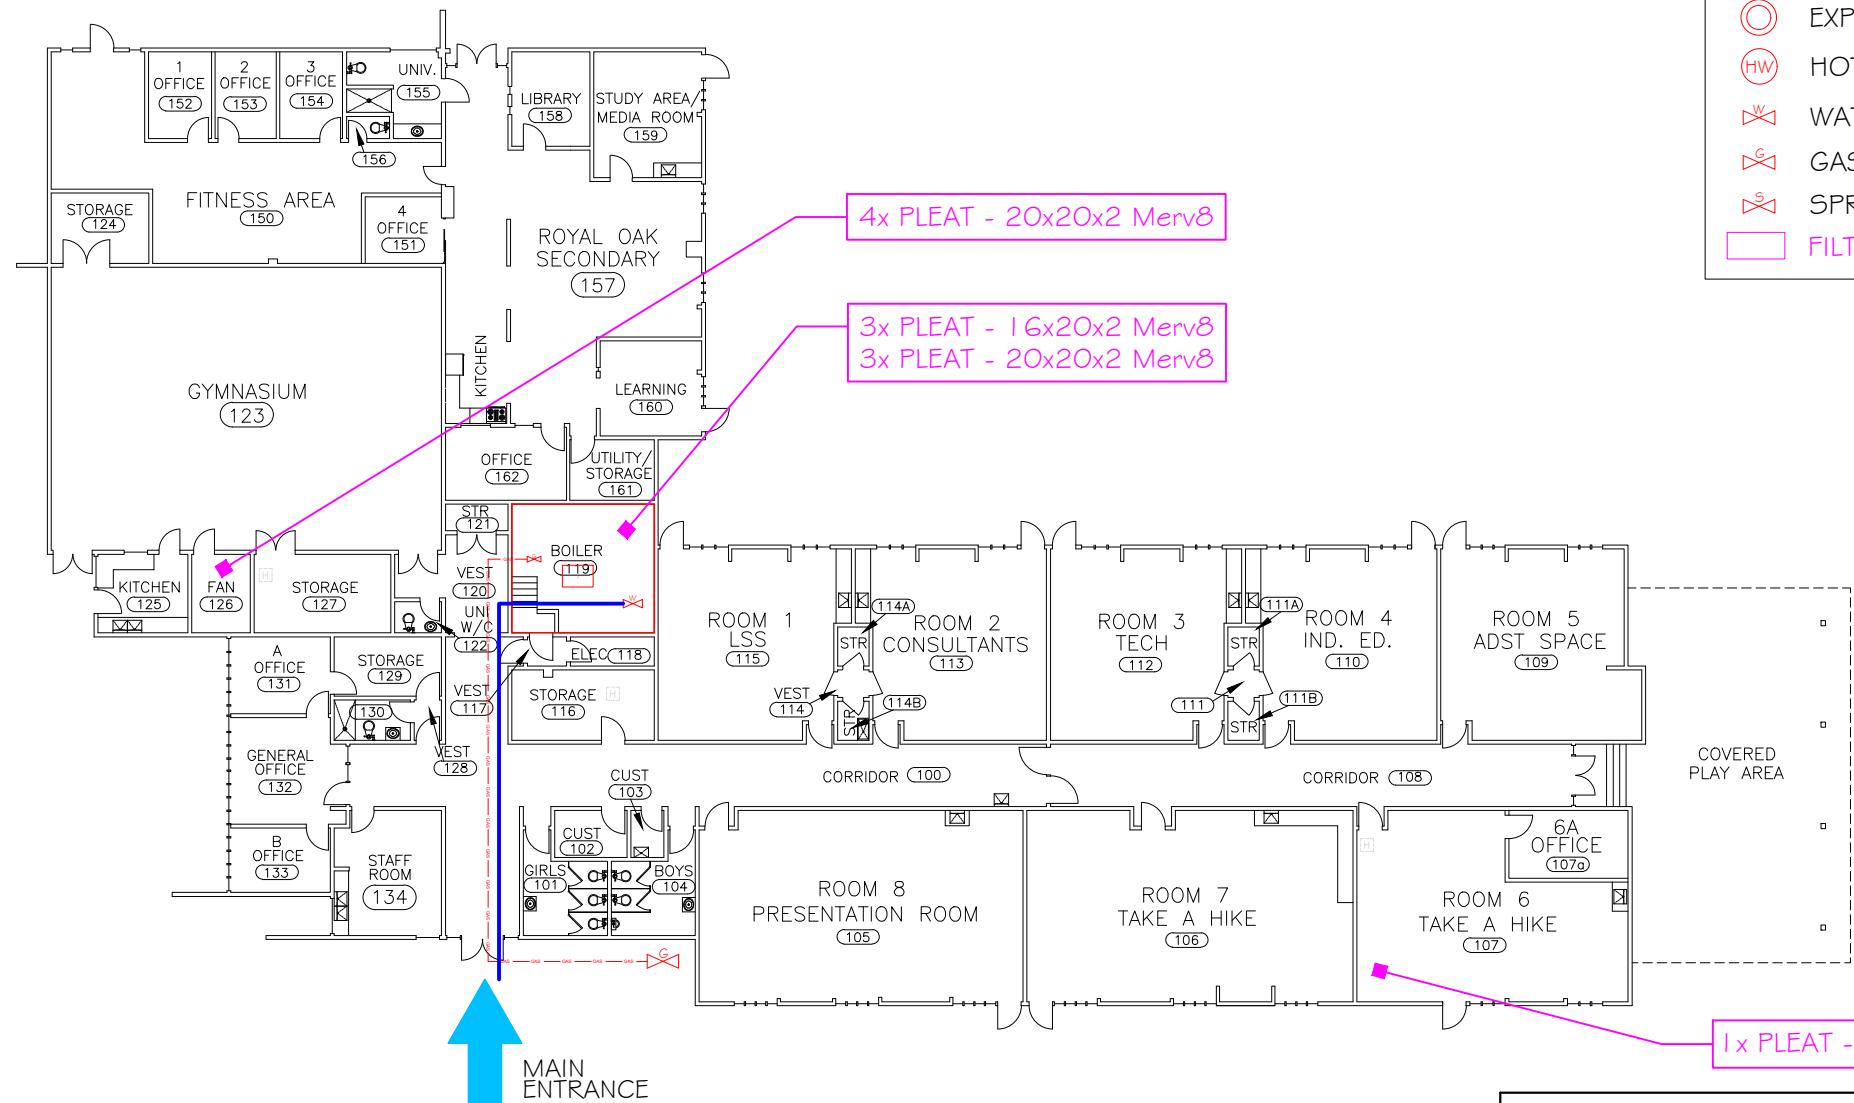 EXP
HW
HOT
W
WAT
G
GAS
S
SPR
FILT
1
OFFICE
152
2
OFFICE
153
3
OFFICE
154
UNIV.
155
156
LIBRARY
158
STUDY AREA/
MEDIA ROOM
159
FITNESS AREA
150
STORAGE
124
4
OFFICE
151
ROYAL OAK
SECONDARY
157
4x PLEAT - 20x20x2 Merv8
3x PLEAT - 16x20x2 Merv8
3x PLEAT - 20x20x2 Merv8
GYMNASIUM
123
KITCHEN
LEARNING
160
OFFICE
162
UTILITY/
STORAGE
161
STR
121
BOILER
119
KITCHEN
125
FAN
126
H
STORAGE
127
VEST
120
UNI
W/C
122
W
ELEC 118
A
OFFICE
131
STORAGE
129
130
VEST
117
STORAGE
116
H
VEST
128
GENERAL
OFFICE
132
B
OFFICE
133
STAFF
ROOM
134
ROOM 1
LSS
115
114A
STR
VEST
114
STR
114B
ROOM 2
CONSULTANTS
113
ROOM 3
TECH
112
111A
STR
111
111B
STR
ROOM 4
IND. ED.
110
ROOM 5
ADST SPACE
109
COVERED
PLAY AREA
CORRIDOR 100
CORRIDOR 108
CUST
103
CUST
102
GIRLS
101
BOYS
104
ROOM 8
PRESENTATION ROOM
105
ROOM 7
TAKE A HIKE
106
H
6A
OFFICE
107a
ROOM 6
TAKE A HIKE
107
GAS GAS GAS GAS GAS
G
1x PLEAT -
MAIN
ENTRANCE